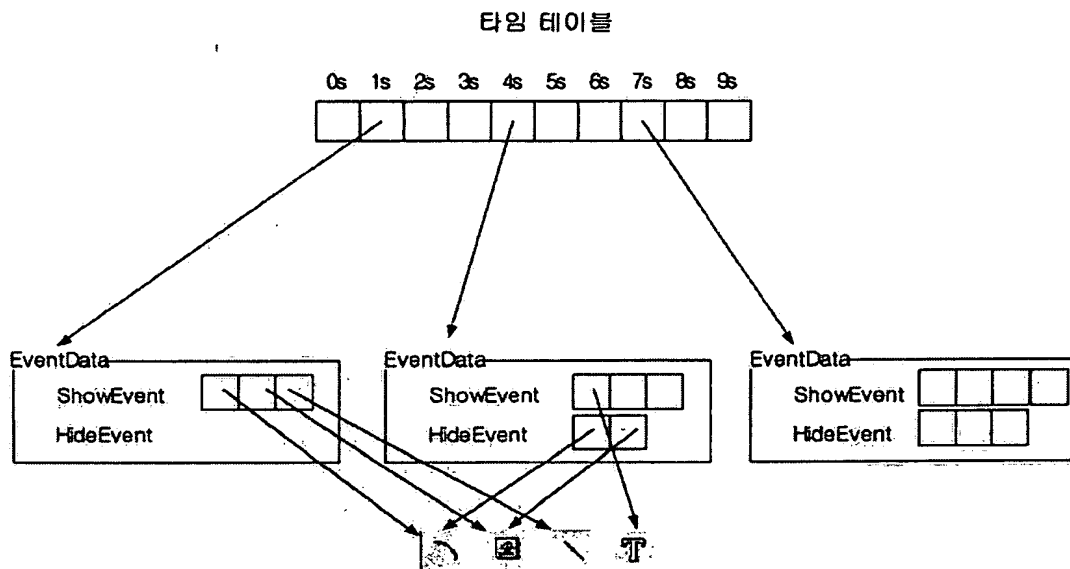 타임 테이블
0s 1s 2s 3s 4s 5s 6s 7s 8s 9s
EventData
ShowEvent
HideEvent
EventData
ShowEvent
HideEvent
EventData
ShowEvent
HideEvent
T